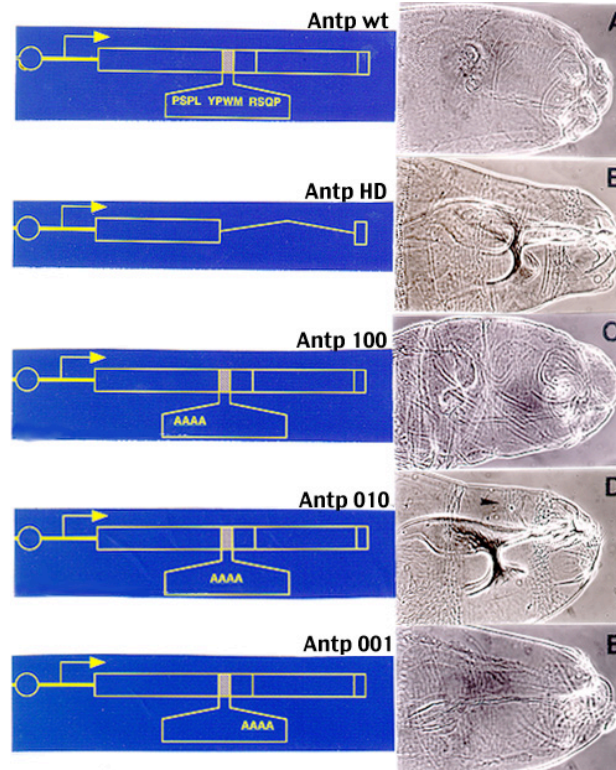 Antp wt
A
PSPL YPWM RSQP
Antp HD
B
Antp 100
C
AAAA
Antp 010
D
AAAA
Antp 001
E
AAAA